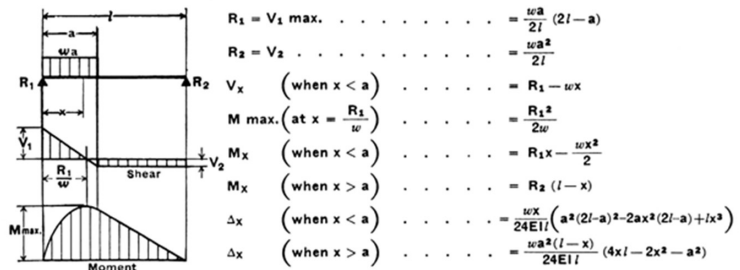 l
a
wa
R₁ R₂
x
V₁
V₂
Shear
R₁/w
M max.
Moment
R₁ = V₁ max. . . . . . . . . . . = wa/2l (2l – a)
R₂ = V₂ . . . . . . . . . . . . = wa²/2l
Vₓ (when x < a) . . . . . = R₁ – wx
M max. (at x = R₁/w) . . . . . = R₁²/2w
Mₓ (when x < a) . . . . . = R₁x – wx²/2
Mₓ (when x > a) . . . . . = R₂ (l – x)
Δₓ (when x < a) . . . . . = wx/24EIl (a²(2l–a)²–2ax²(2l–a)+lx³)
Δₓ (when x > a) . . . . . = wa²(l – x)/24EIl (4xl – 2x² – a²)